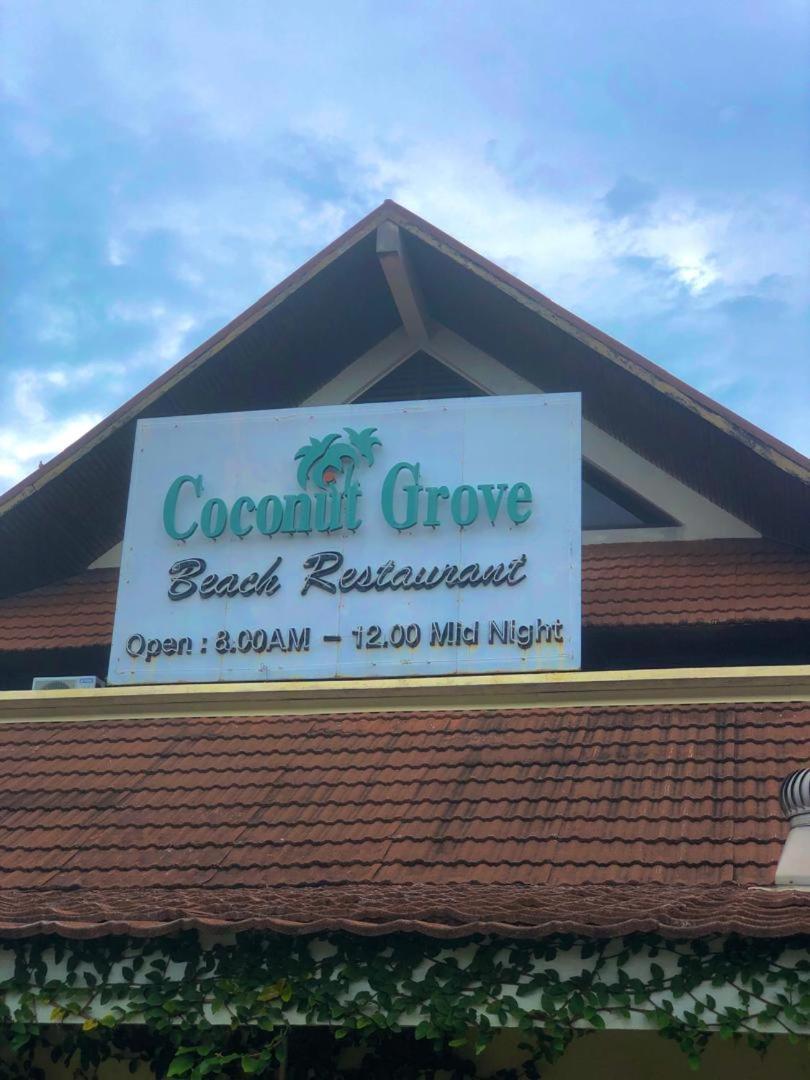 Coconut Grove
Beach Restaurant
Open : 8.00AM – 12.00 Mid Night